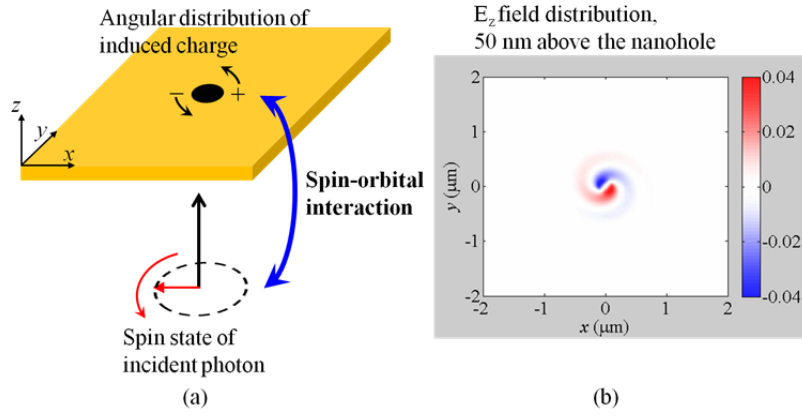 Angular distribution of
induced charge
− +
z
y
x
Spin-orbital
interaction
Spin state of
incident photon
(a)
E_z field distribution,
50 nm above the nanohole
2
1
0
-1
-2
-2 -1 0 1 2
y (μm)
x (μm)
0.04
0.02
0
-0.02
-0.04
(b)